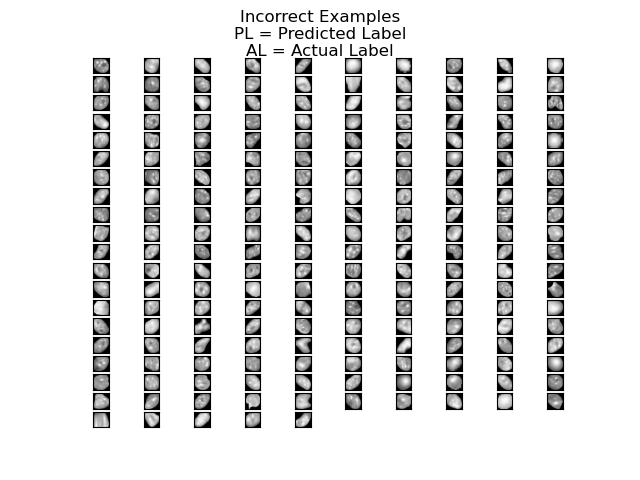 Incorrect Examples
PL = Predicted Label
AL = Actual Label